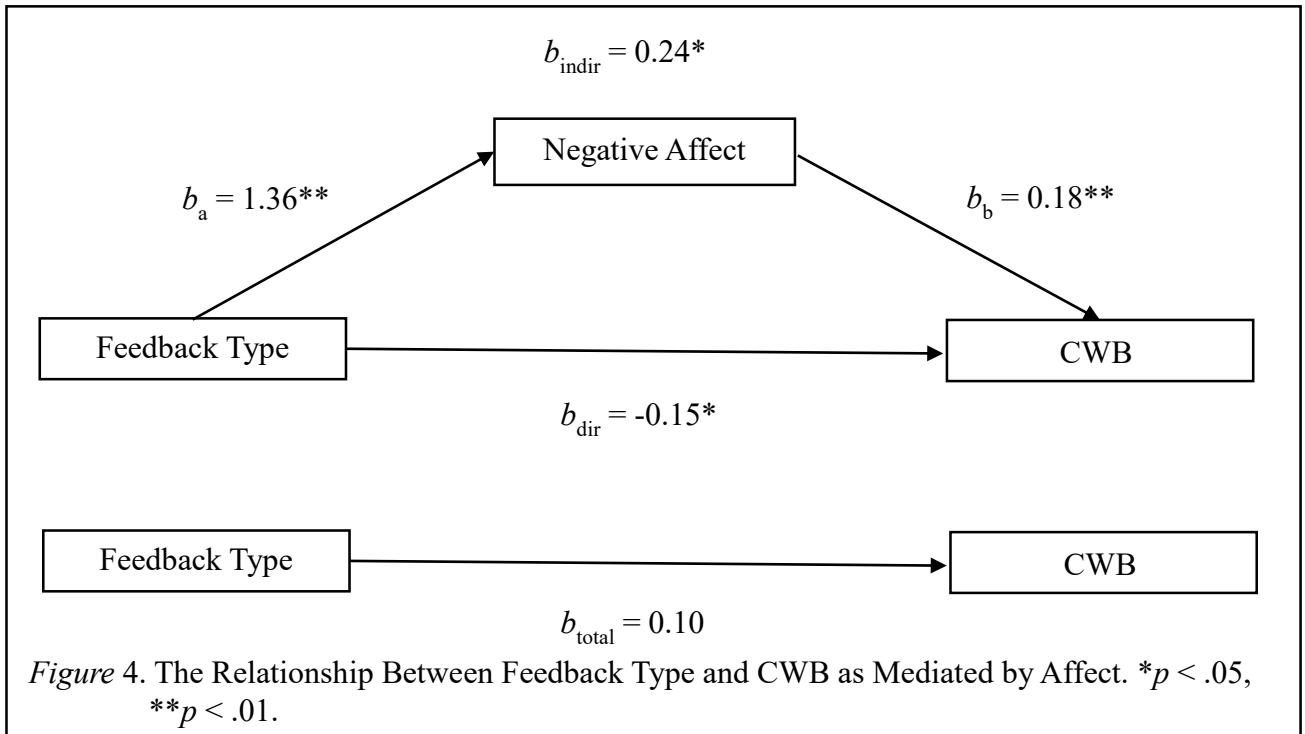 b_indir = 0.24*
Negative Affect
b_a = 1.36**
b_b = 0.18**
Feedback Type
CWB
b_dir = -0.15*
Feedback Type
CWB
b_total = 0.10
Figure 4. The Relationship Between Feedback Type and CWB as Mediated by Affect. *p < .05,
**p < .01.